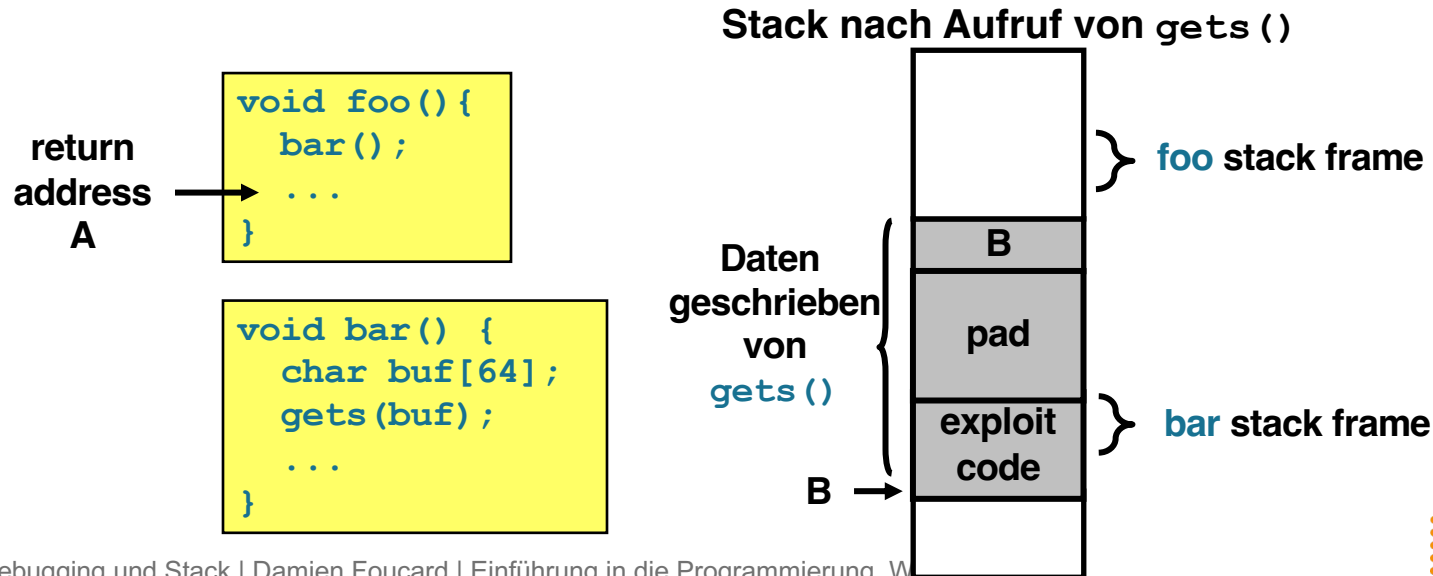 Stack nach Aufruf von gets()
return
address
A
void foo(){
bar();
...
}
void bar() {
char buf[64];
gets(buf);
...
}
foo stack frame
Daten
geschrieben
von
gets()
B
pad
exploit
code
bar stack frame
B
ebugging und Stack | Damien Foucard | Einführung in die Programmierung, W